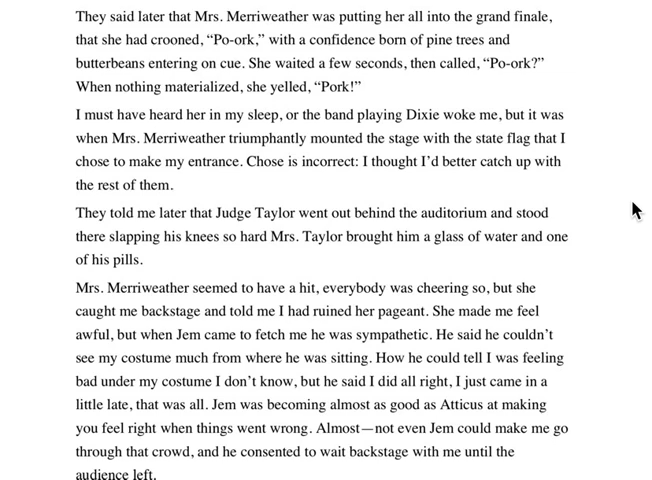 They said later that Mrs. Merriweather was putting her all into the grand finale,
that she had crooned, “Po-ork,” with a confidence born of pine trees and
butterbeans entering on cue. She waited a few seconds, then called, “Po-ork?”
When nothing materialized, she yelled, “Pork!”
I must have heard her in my sleep, or the band playing Dixie woke me, but it was
when Mrs. Merriweather triumphantly mounted the stage with the state flag that I
chose to make my entrance. Chose is incorrect: I thought I’d better catch up with
the rest of them.
They told me later that Judge Taylor went out behind the auditorium and stood
there slapping his knees so hard Mrs. Taylor brought him a glass of water and one
of his pills.
Mrs. Merriweather seemed to have a hit, everybody was cheering so, but she
caught me backstage and told me I had ruined her pageant. She made me feel
awful, but when Jem came to fetch me he was sympathetic. He said he couldn’t
see my costume much from where he was sitting. How he could tell I was feeling
bad under my costume I don’t know, but he said I did all right, I just came in a
little late, that was all. Jem was becoming almost as good as Atticus at making
you feel right when things went wrong. Almost—not even Jem could make me go
through that crowd, and he consented to wait backstage with me until the
audience left.